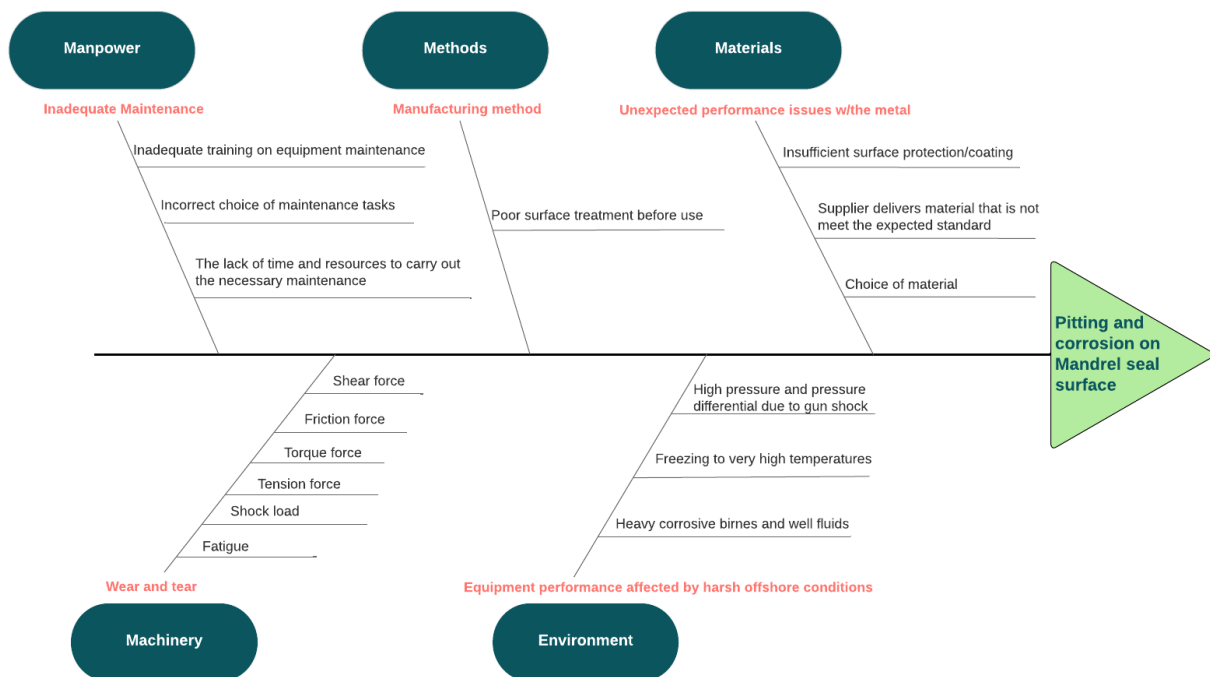 Manpower
Methods
Materials
Inadequate Maintenance
Manufacturing method
Unexpected performance issues w/the metal
Inadequate training on equipment maintenance
Incorrect choice of maintenance tasks
The lack of time and resources to carry out
the necessary maintenance
Poor surface treatment before use
Insufficient surface protection/coating
Supplier delivers material that is not
meet the expected standard
Choice of material
Pitting and
corrosion on
Mandrel seal
surface
Shear force
Friction force
Torque force
Tension force
Shock load
Fatigue
Wear and tear
Machinery
High pressure and pressure
differential due to gun shock
Freezing to very high temperatures
Heavy corrosive birnes and well fluids
Equipment performance affected by harsh offshore conditions
Environment